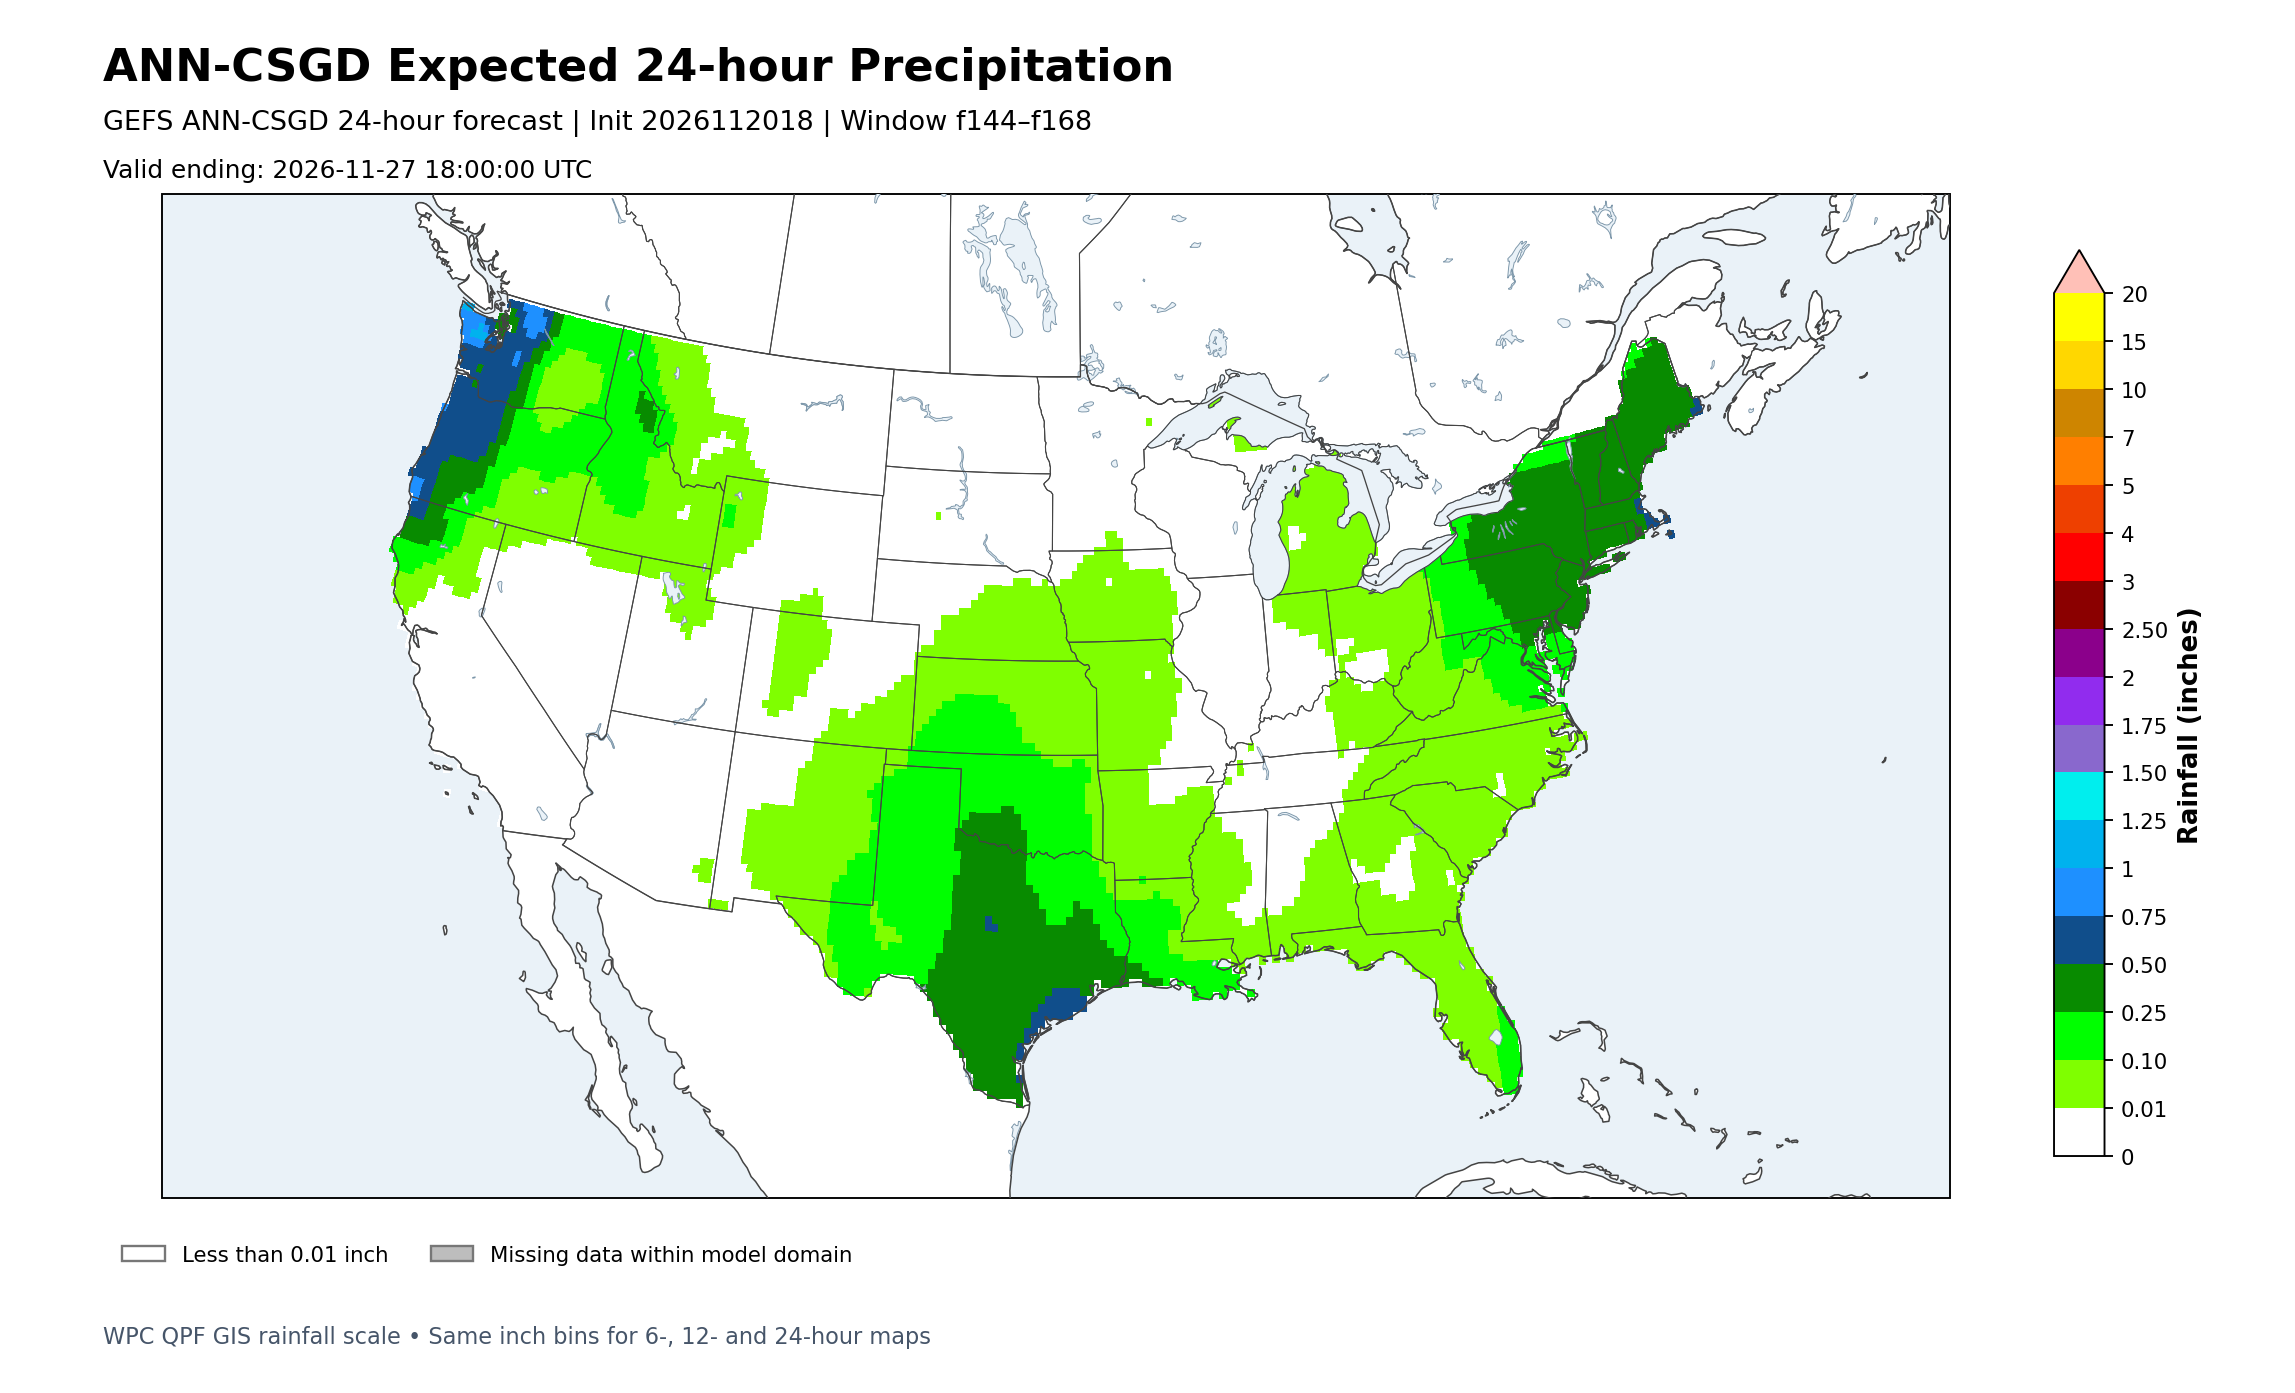 ANN-CSGD Expected 24-hour Precipitation
GEFS ANN-CSGD 24-hour forecast | Init 2026112018 | Window f144–f168
Valid ending: 2026-11-27 18:00:00 UTC
20
15
10
7
5
4
3
2.50
2
1.75
1.50
1.25
1
0.75
0.50
0.25
0.10
0.01
0
Rainfall (inches)
Less than 0.01 inch
Missing data within model domain
WPC QPF GIS rainfall scale • Same inch bins for 6-, 12- and 24-hour maps